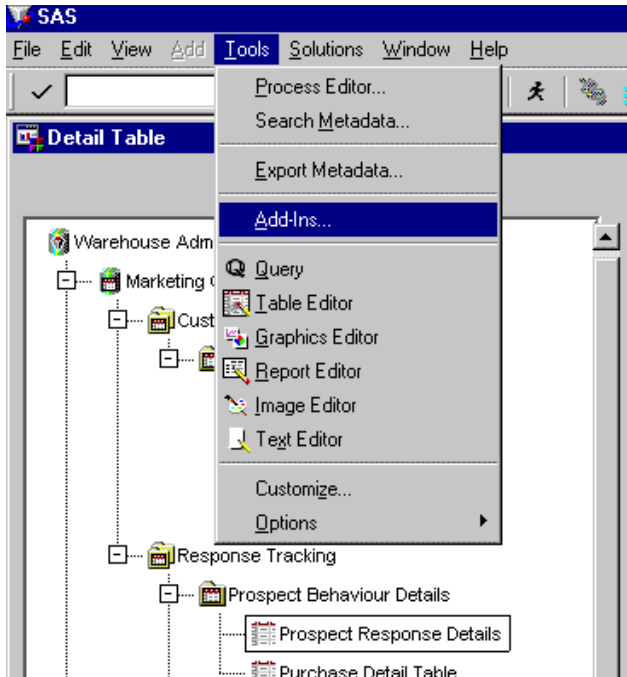 SAS
File Edit View Add Tools Solutions Window Help
Process Editor...
Search Metadata...
Export Metadata...
Add-Ins...
Query
Table Editor
Graphics Editor
Report Editor
Image Editor
Text Editor
Customize...
Options
Detail Table
Warehouse Adm
Marketing
Cust
Response Tracking
Prospect Behaviour Details
Prospect Response Details
Purchase Detail Table